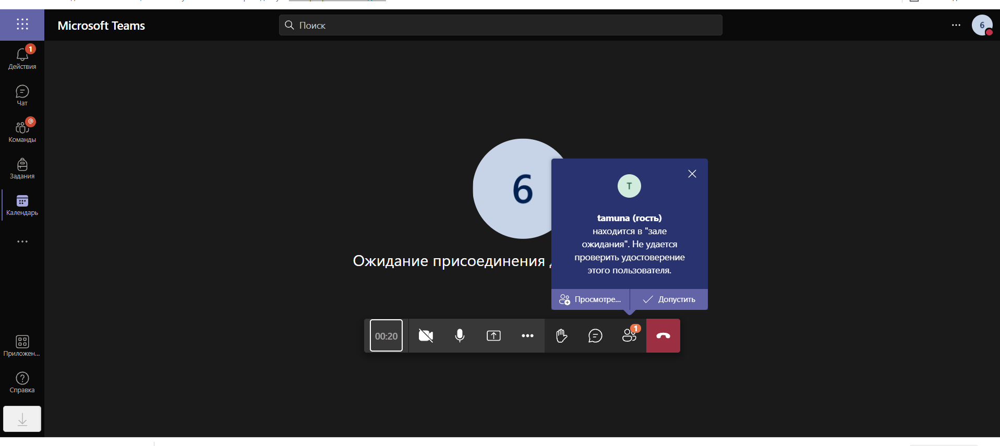 Microsoft Teams
Поиск
6
1
Действия
Чат
@
Команды
Задания
Календарь
Приложен...
Справка
6
Ожидание присоединения
T
tamuna (гость)
находится в "зале
ожидания". Не удается
проверить удостоверение
этого пользователя.
Просмотре...
Допустить
00:20
1